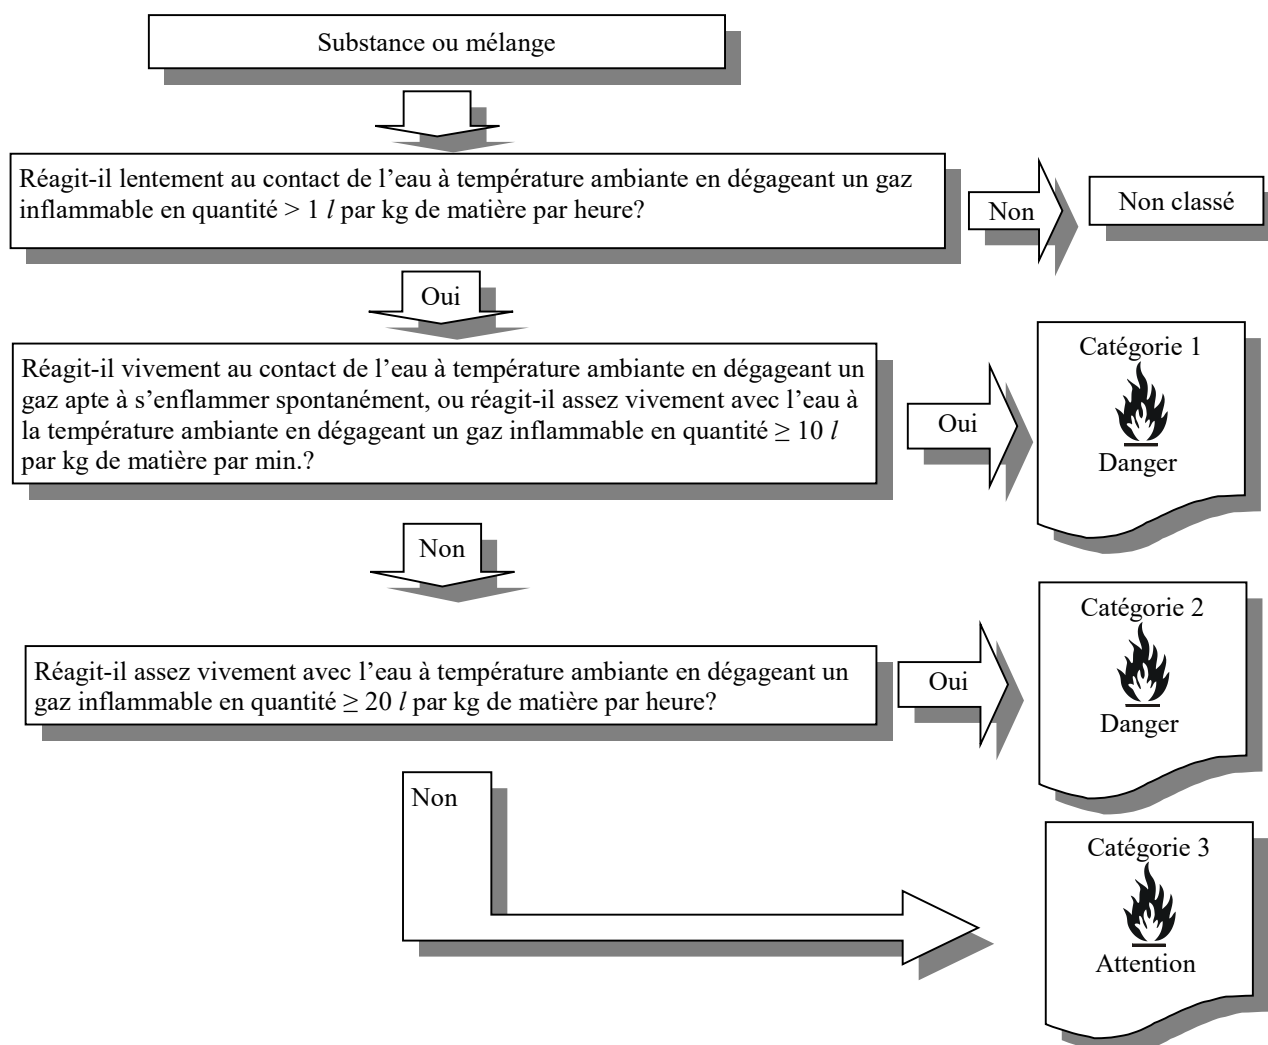 Substance ou mélange
Réagit-il lentement au contact de l’eau à température ambiante en dégageant un gaz
inflammable en quantité > 1 l par kg de matière par heure?
Non
Non classé
Oui
Réagit-il vivement au contact de l’eau à température ambiante en dégageant un
gaz apte à s’enflammer spontanément, ou réagit-il assez vivement avec l’eau à
la température ambiante en dégageant un gaz inflammable en quantité ≥ 10 l
par kg de matière par min.?
Oui
Catégorie 1
Danger
Non
Réagit-il assez vivement avec l’eau à température ambiante en dégageant un
gaz inflammable en quantité ≥ 20 l par kg de matière par heure?
Oui
Catégorie 2
Danger
Non
Catégorie 3
Attention